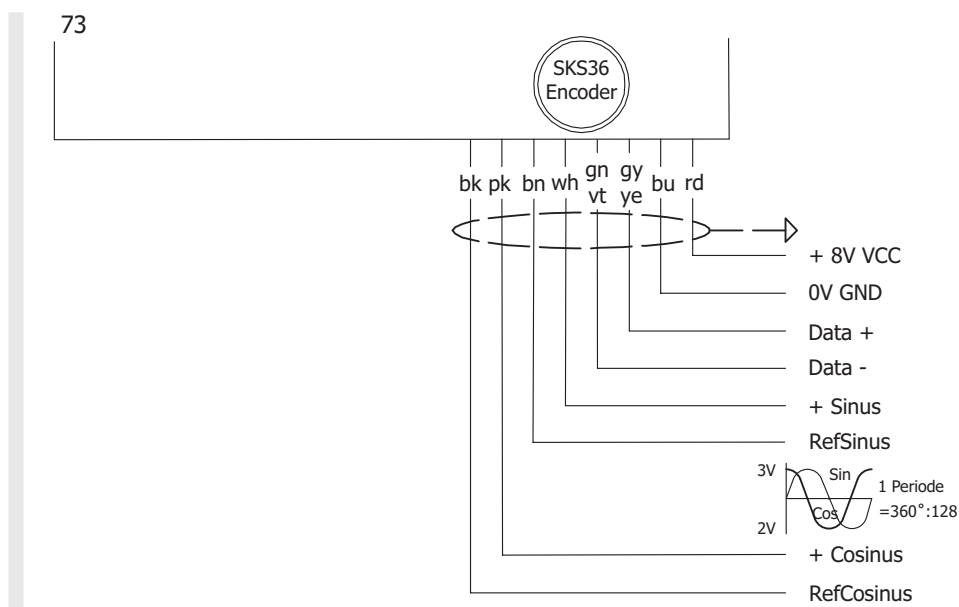 73
SKS36
Encoder
bk pk bn wh gn gy bu rd
vt ye
+ 8V VCC
0V GND
Data +
Data -
+ Sinus
RefSinus
3V
Sin
1 Periode
Cos
=360°:128
2V
+ Cosinus
RefCosinus